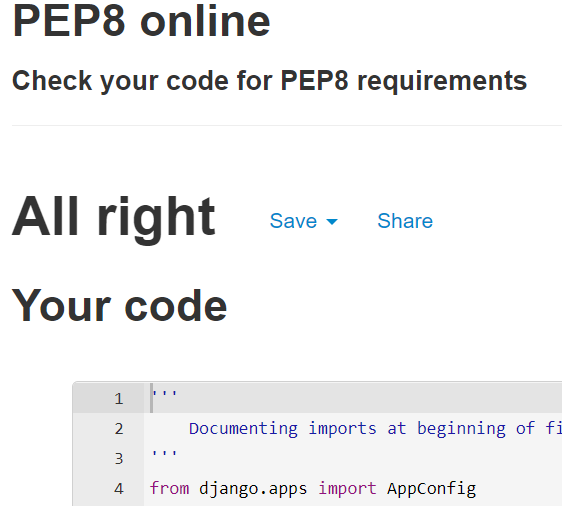 PEP8 online
Check your code for PEP8 requirements
All right Save Share
Your code
1 '''
2 Documenting imports at beginning of
3 '''
4 from django.apps import AppConfig